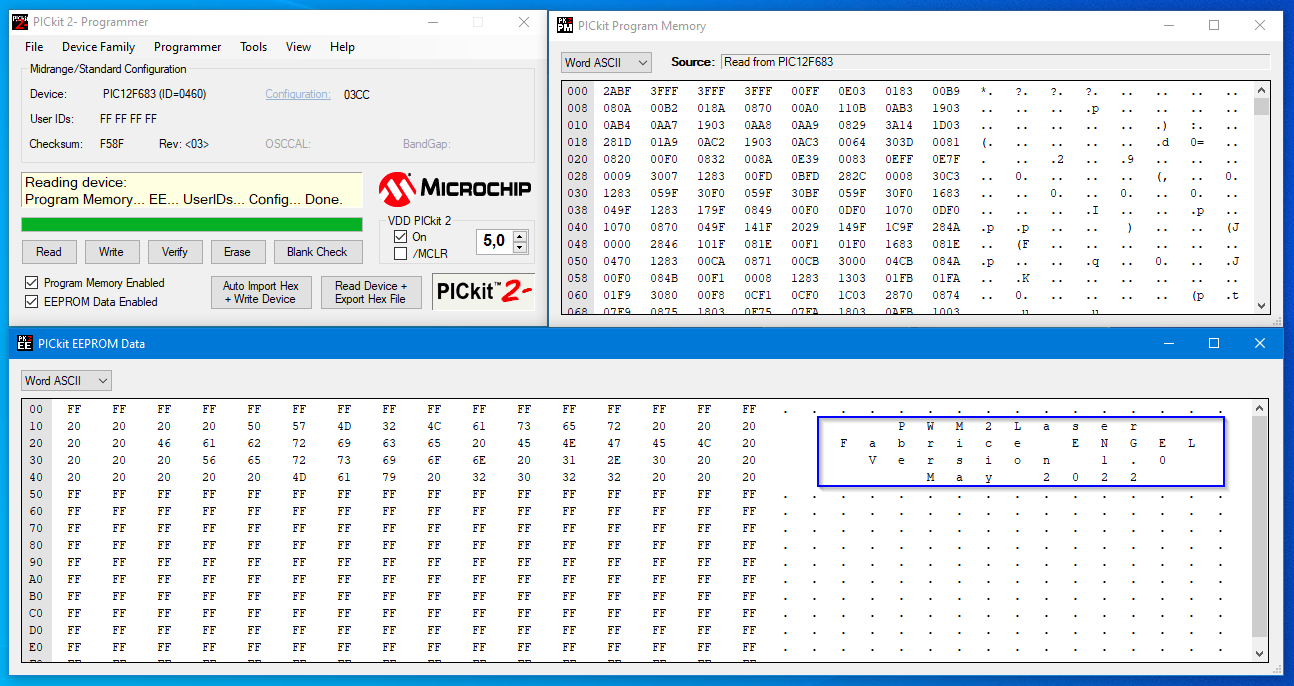 PICkit 2- Programmer
File Device Family Programmer Tools View Help
Midrange/Standard Configuration
Device: PIC12F683 (ID=0460) Configuration: 03CC
User IDs: FF FF FF FF
Checksum: F58F Rev: <03> OSCCAL: BandGap:
Reading device:
Program Memory... EE... UserIDs... Config... Done.
MICROCHIP
VDD PICkit 2
On
/MCLR
5,0
Read Write Verify Erase Blank Check
Program Memory Enabled
EEPROM Data Enabled
Auto Import Hex + Write Device
Read Device + Export Hex File
PICkit™ 2-
PICkit Program Memory
Word ASCII Source: Read from PIC12F683
000 2ABF 3FFF 3FFF 3FFF 00FF 0E03 0183 00B9 *. ?. ?. ?. .. .. .. ..
008 080A 00B2 018A 0870 00A0 110B 0AB3 1903 .. .. .. .p .. .. .. ..
010 0AB4 0AA7 1903 0AA8 0AA9 0829 3A14 1D03 .. .. .. .. .. .) :. ..
018 281D 01A9 0AC2 1903 0AC3 0064 303D 0081 (. .. .. .. .. .d 0= ..
020 0820 00F0 0832 008A 0E39 0083 0EFF 0E7F . .. .2 .. .9 .. .. ..
028 0009 3007 1283 00FD 0BFD 282C 0008 30C3 .. 0. .. .. .. (, .. 0.
030 1283 059F 30F0 059F 30BF 059F 30F0 1683 .. .. 0. .. 0. .. 0. ..
038 049F 1283 179F 0849 00F0 0DF0 1070 0DF0 .. .. .. .I .. .. .p ..
040 1070 0870 049F 141F 2029 149F 1C9F 284A .p .p .. .. ) .. .. (J
048 0000 2846 101F 081E 00F1 01F0 1683 081E .. (F .. .. .. .. .. ..
050 0470 1283 00CA 0871 00CB 3000 04CB 084A .p .. .. .q .. 0. .. .J
058 00F0 084B 00F1 0008 1283 1303 01FB 01FA .. .K .. .. .. .. .. ..
060 01F9 3080 00F8 0CF1 0CF0 1C03 2870 0874 .. 0. .. .. .. .. (p .t
068 07F9 0875 1803 0F75 07FA 1803 0AFB 1003 .. .u .. .u .. .. .. ..
PICkit EEPROM Data
Word ASCII
00 FF FF FF FF FF FF FF FF FF FF FF FF FF FF FF FF . . . . . . . . . . . . . . . .
10 20 20 20 20 50 57 4D 32 4C 61 73 65 72 20 20 20 P W M 2 L a s e r
20 20 20 46 61 62 72 69 63 65 20 45 4E 47 45 4C 20 F a b r i c e E N G E L
30 20 20 20 56 65 72 73 69 6F 6E 20 31 2E 30 20 20 V e r s i o n 1 . 0
40 20 20 20 20 20 4D 61 79 20 32 30 32 32 20 20 20 M a y 2 0 2 2
50 FF FF FF FF FF FF FF FF FF FF FF FF FF FF FF FF . . . . . . . . . . . . . . . .
60 FF FF FF FF FF FF FF FF FF FF FF FF FF FF FF FF . . . . . . . . . . . . . . . .
70 FF FF FF FF FF FF FF FF FF FF FF FF FF FF FF FF . . . . . . . . . . . . . . . .
80 FF FF FF FF FF FF FF FF FF FF FF FF FF FF FF FF . . . . . . . . . . . . . . . .
90 FF FF FF FF FF FF FF FF FF FF FF FF FF FF FF FF . . . . . . . . . . . . . . . .
A0 FF FF FF FF FF FF FF FF FF FF FF FF FF FF FF FF . . . . . . . . . . . . . . . .
B0 FF FF FF FF FF FF FF FF FF FF FF FF FF FF FF FF . . . . . . . . . . . . . . . .
C0 FF FF FF FF FF FF FF FF FF FF FF FF FF FF FF FF . . . . . . . . . . . . . . . .
D0 FF FF FF FF FF FF FF FF FF FF FF FF FF FF FF FF . . . . . . . . . . . . . . . .
E0 FF FF FF FF FF FF FF FF FF FF FF FF FF FF FF FF . . . . . . . . . . . . . . . .